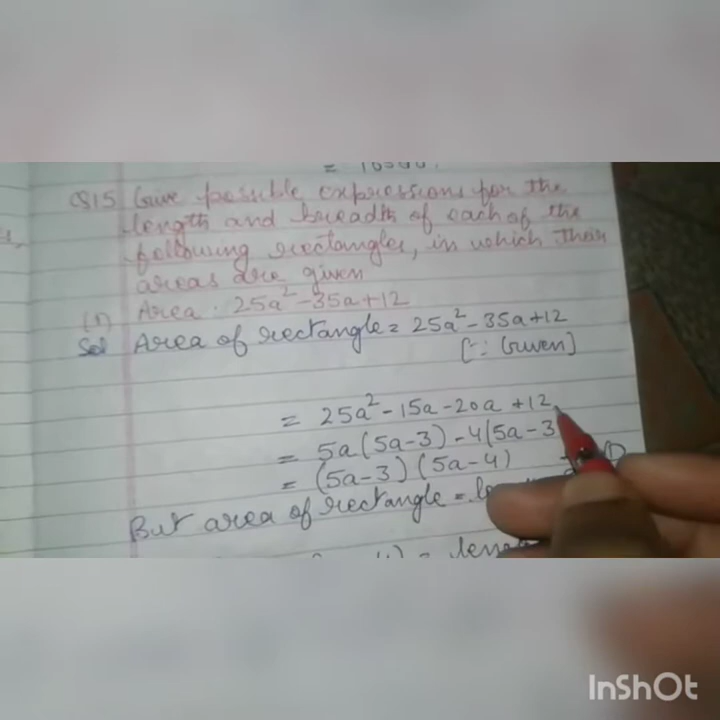 Q15 Give possible expressions for the
length and breadth of each of the
following rectangles, in which their
areas are given
(1) Area : 25a² - 35a + 12
Sol Area of rectangle = 25a² - 35a + 12
[∵ Given]
= 25a² - 15a - 20a + 12
= 5a(5a-3) - 4(5a-3
= (5a-3) (5a-4)
But area of rectangle =
InShOt